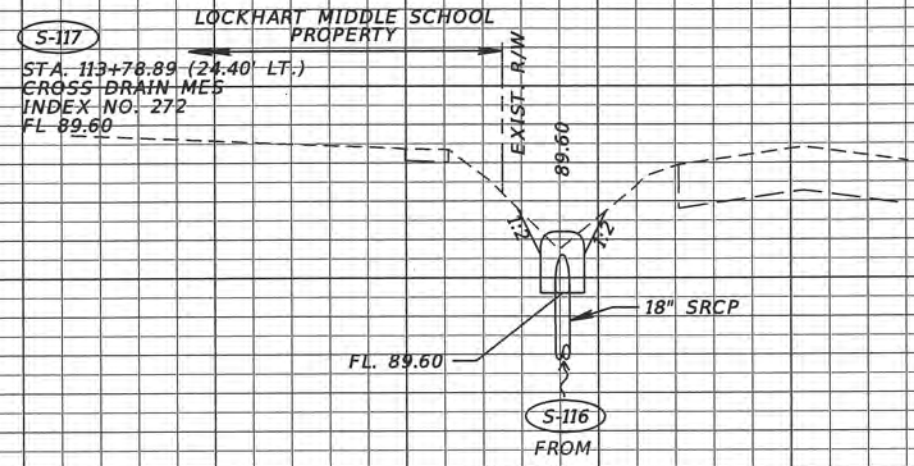 S-117
STA. 113+78.89 (24.40' LT.)
CROSS DRAIN MES
INDEX NO. 272
FL 89.60
LOCKHART MIDDLE SCHOOL
PROPERTY
EXIST. R/W
89.60
1:2
1:2
18" SRCP
FL. 89.60
S-116
FROM